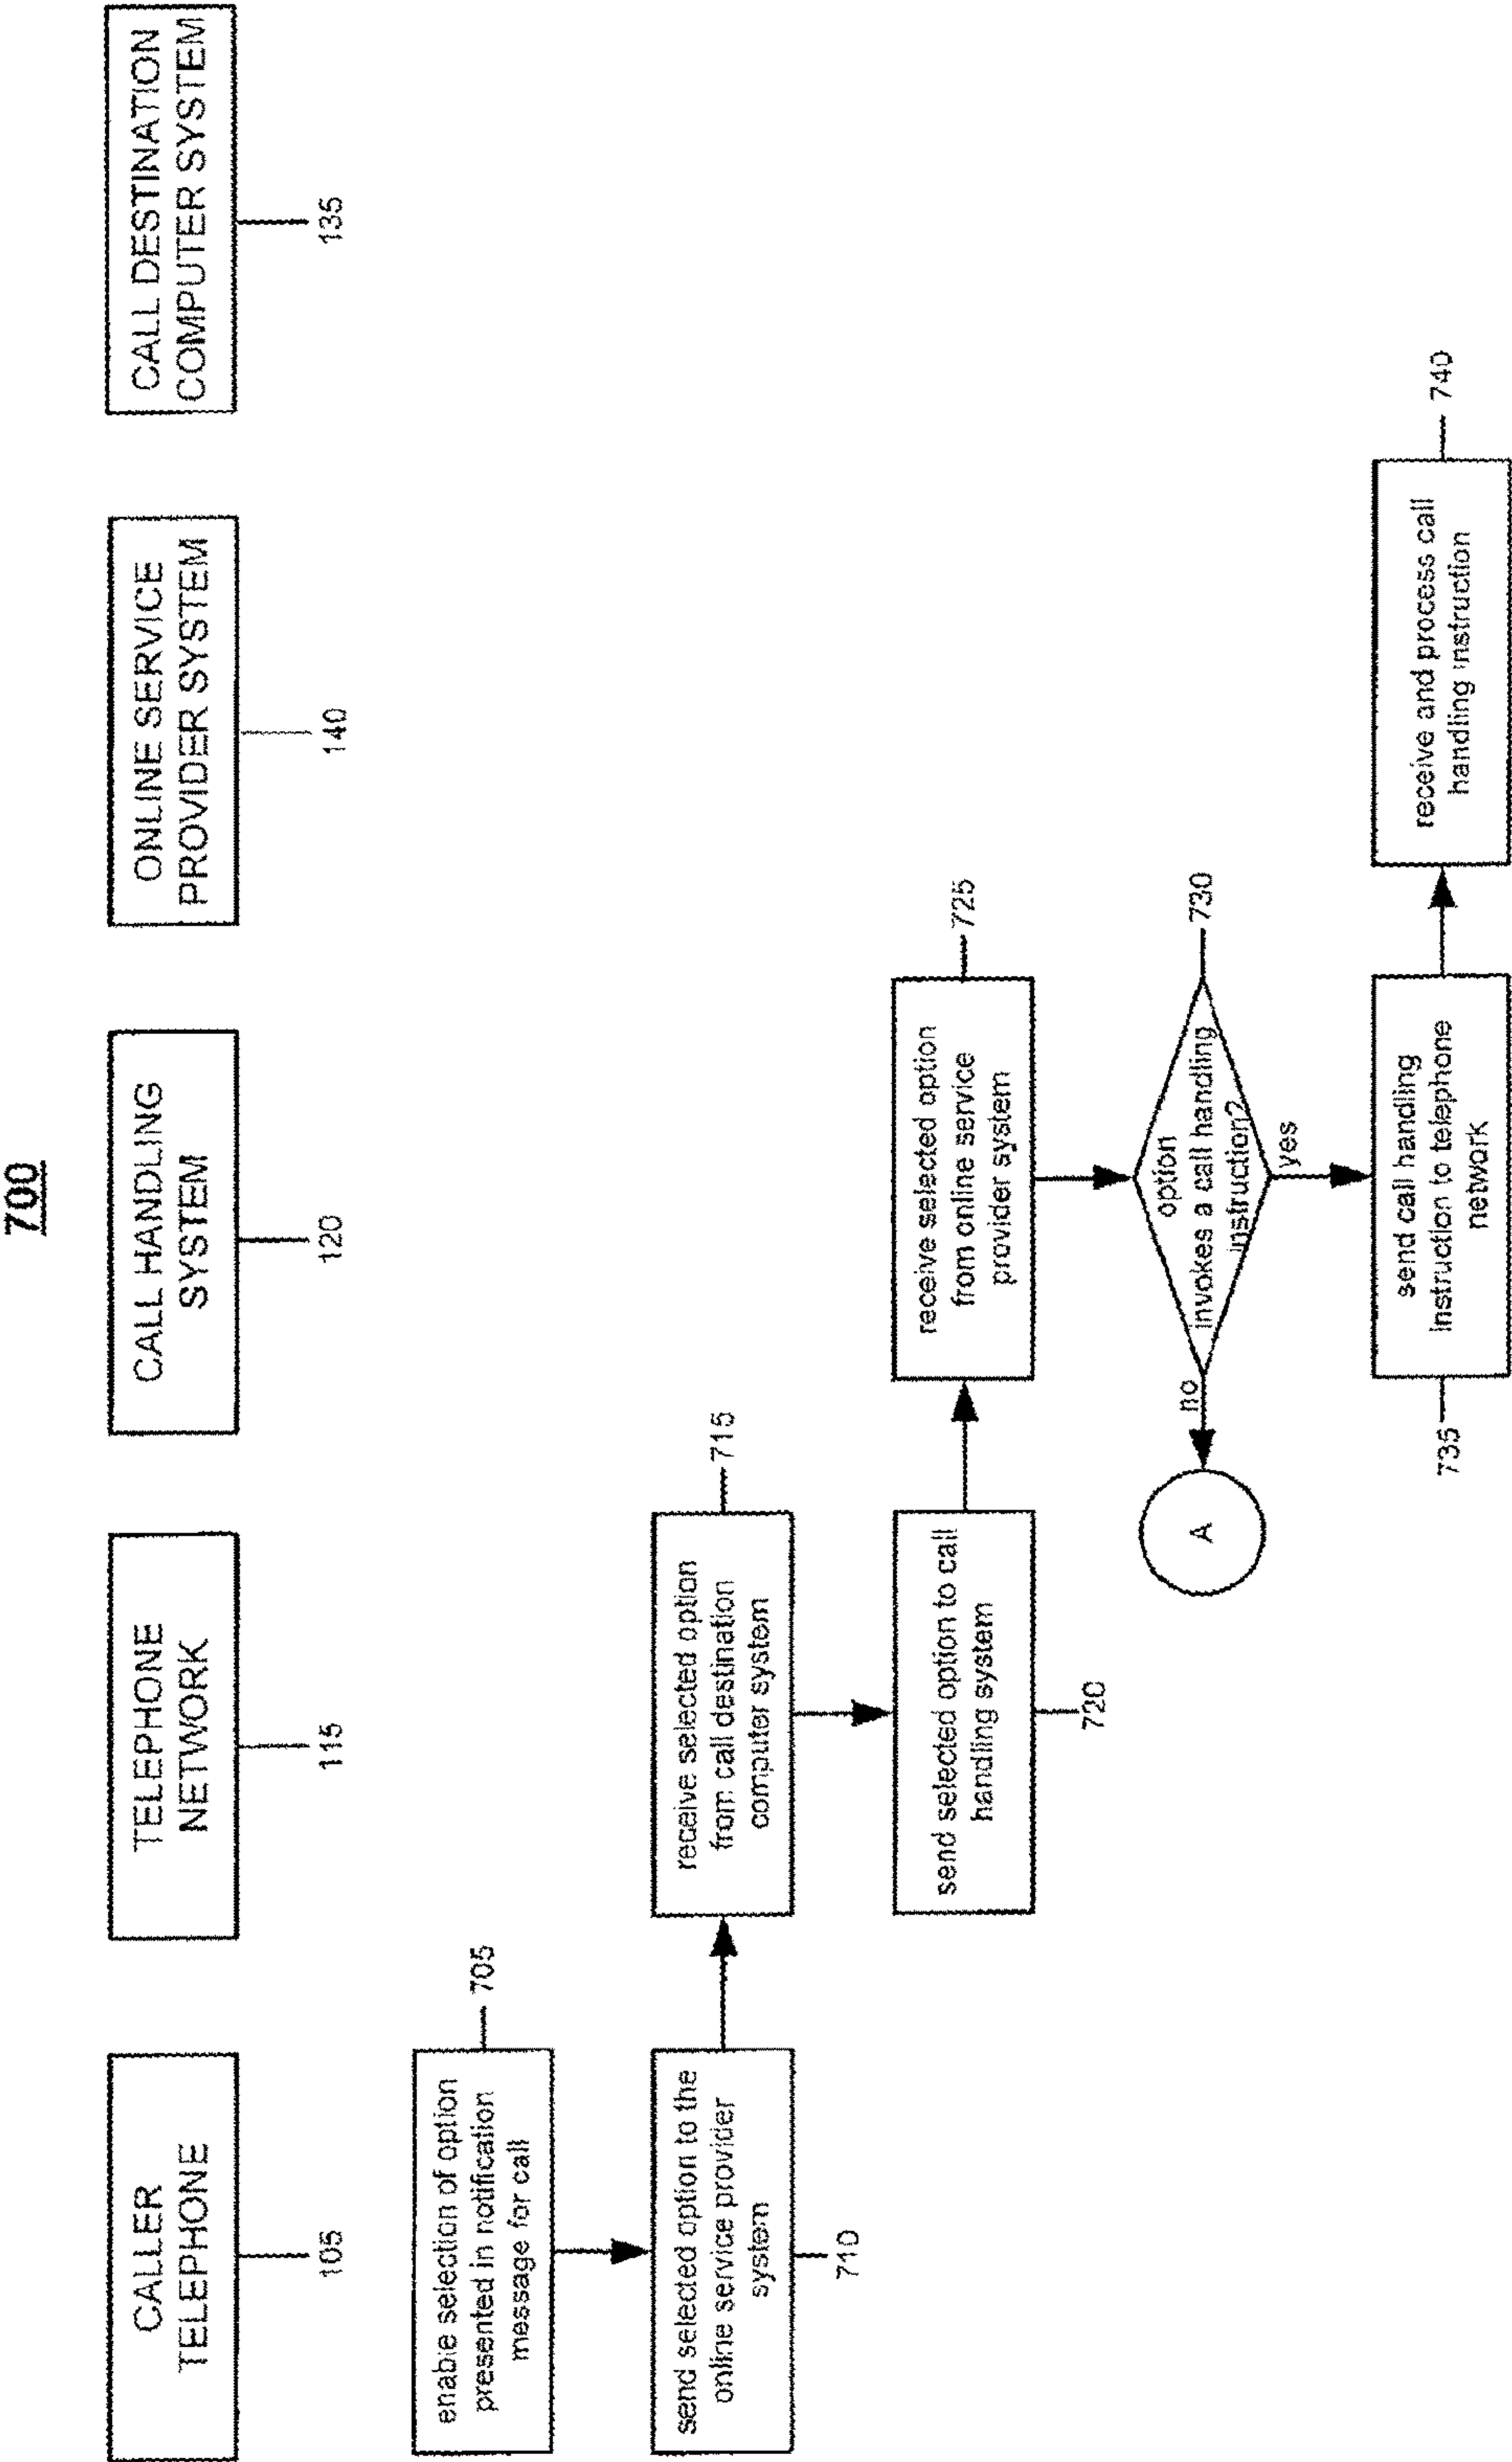 700
CALLER
TELEPHONE
105
TELEPHONE
NETWORK
115
CALL HANDLING
SYSTEM
120
ONLINE SERVICE
PROVIDER SYSTEM
140
CALL DESTINATION
COMPUTER SYSTEM
135
enable selection of option
presented in notification
message for call
705
send selected option to the
online service provider
system
710
receive selected option
from call destination
computer system
715
send selected option to call
handling system
720
receive selected option
from online service
provider system
725
option
invokes a call handling
instruction?
730
no
A
yes
send call handling
instruction to telephone
network
735
receive and process call
handling instruction
740